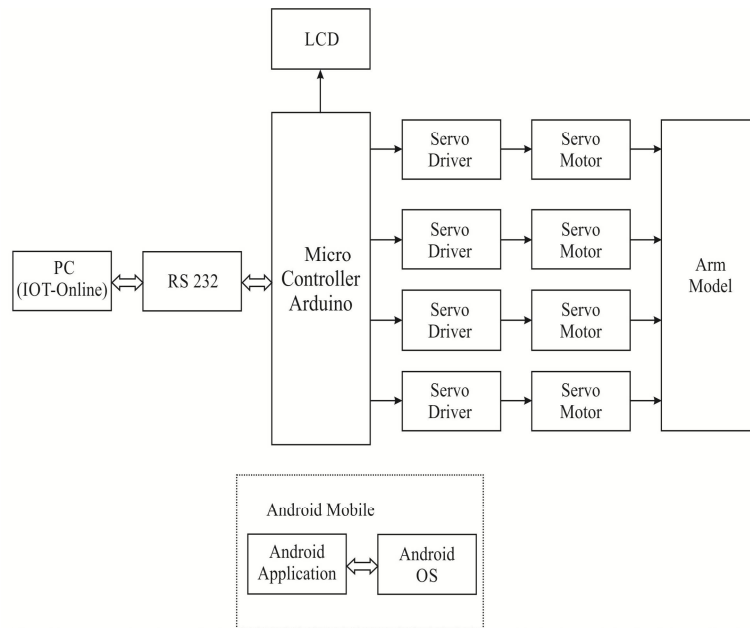 LCD
Servo
Driver
Servo
Motor
Servo
Driver
Servo
Motor
PC
(IOT-Online)
RS 232
Micro
Controller
Arduino
Arm
Model
Servo
Driver
Servo
Motor
Servo
Driver
Servo
Motor
Android Mobile
Android
Application
Android
OS